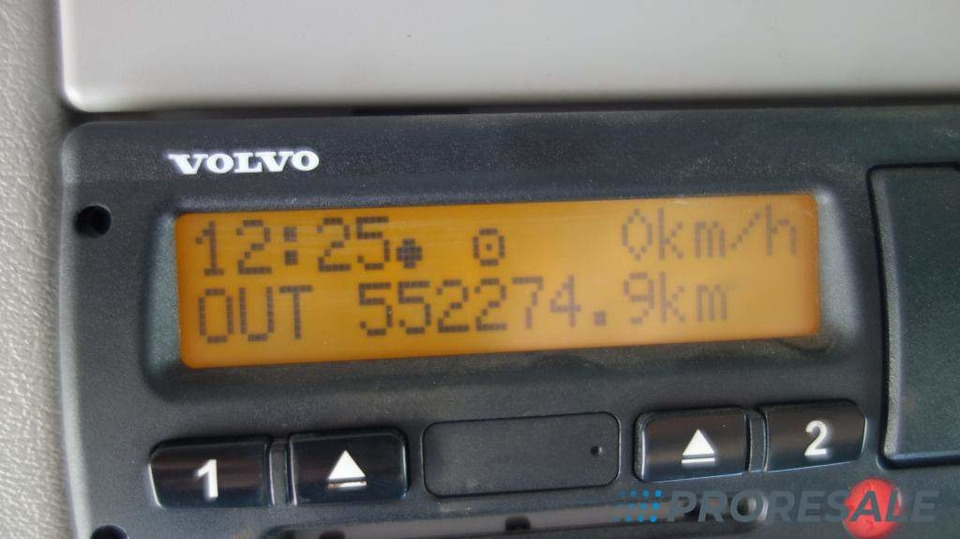 VOLVO
12:25 0km/h
OUT 552274.9km
1 2
PRORESALE